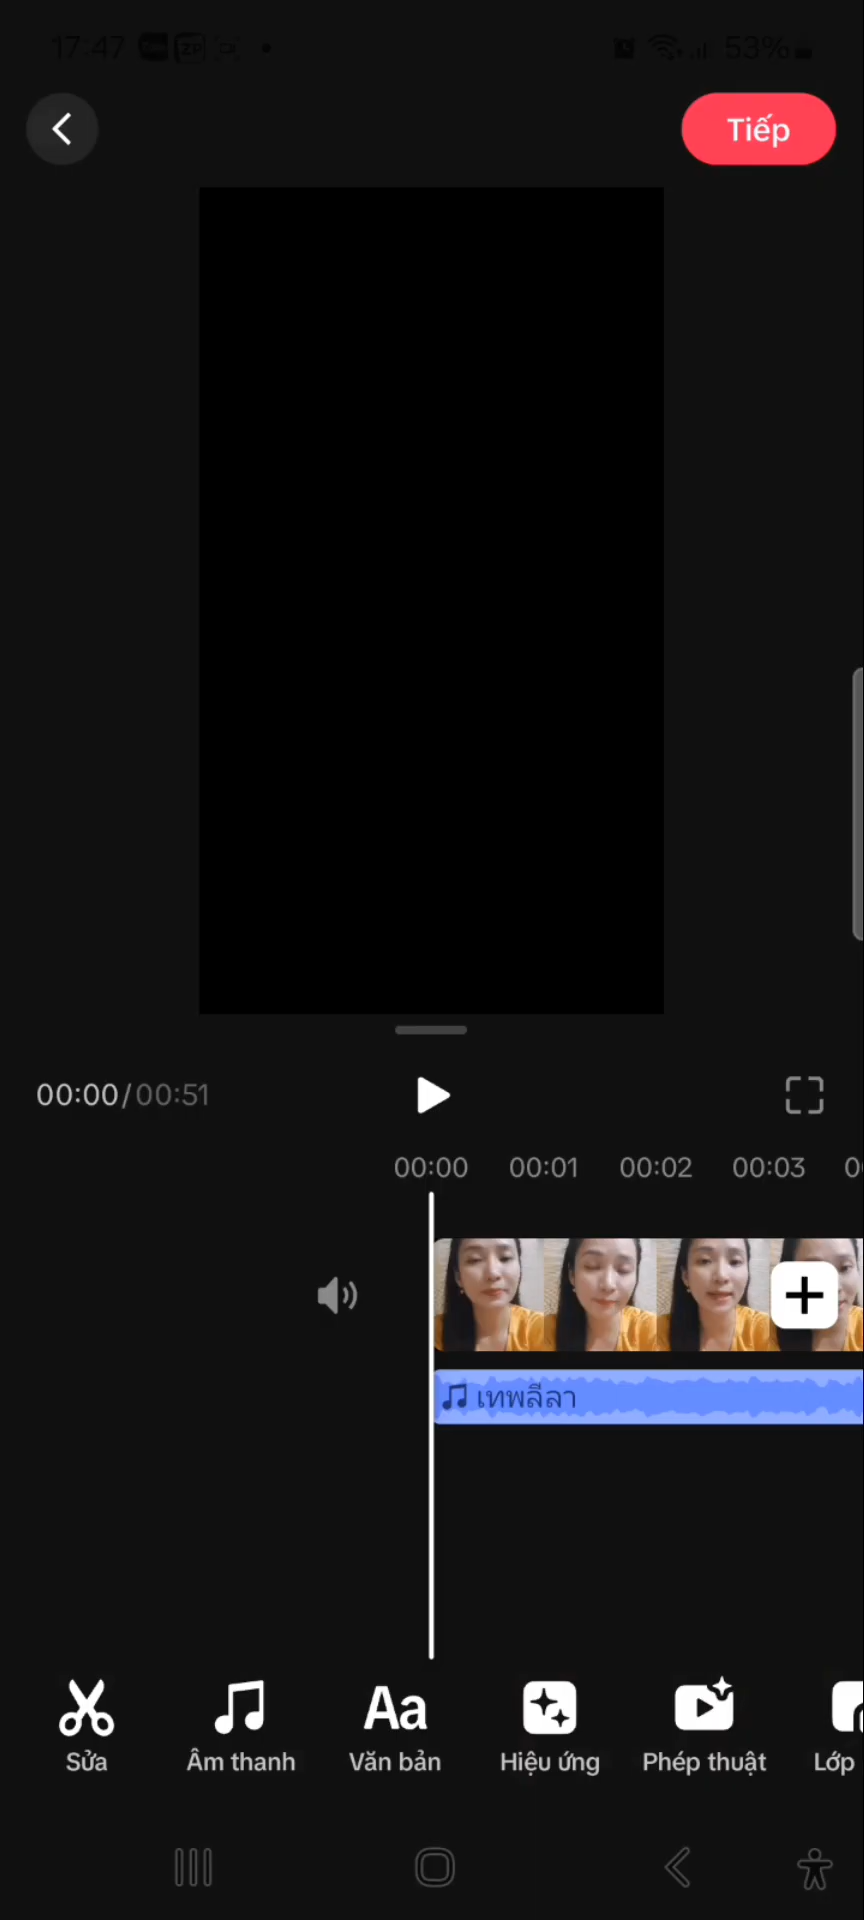 17:47
53%
Tiếp
00:00/00:51
00:00 00:01 00:02 00:03
เทพลีลา
Aa
Sửa Âm thanh Văn bản Hiệu ứng Phép thuật Lớp